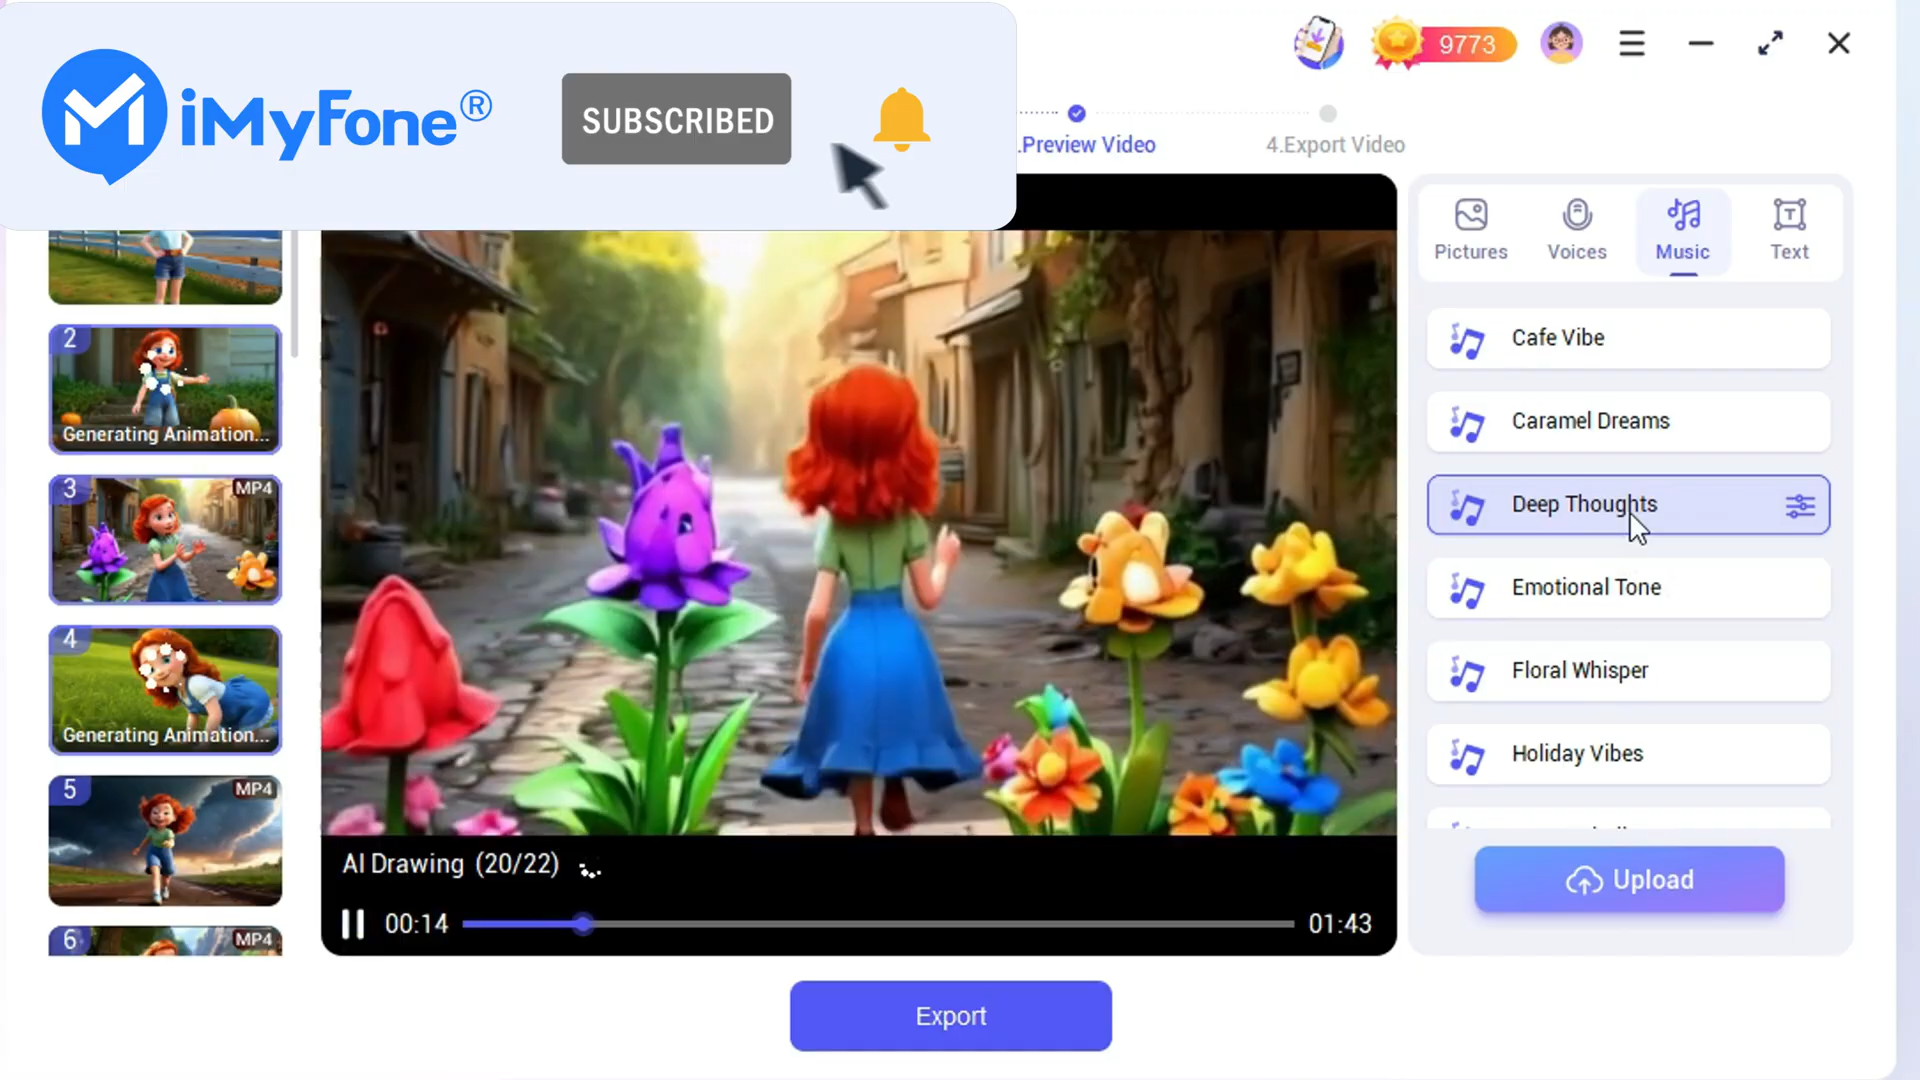 iMyFone®
SUBSCRIBED
9773
.Preview Video
4.Export Video
Pictures
Voices
Music
Text
2
Generating Animation...
3
MP4
4
Generating Animation...
5
MP4
6
MP4
AI Drawing (20/22)
00:14
01:43
Cafe Vibe
Caramel Dreams
Deep Thoughts
Emotional Tone
Floral Whisper
Holiday Vibes
Upload
Export